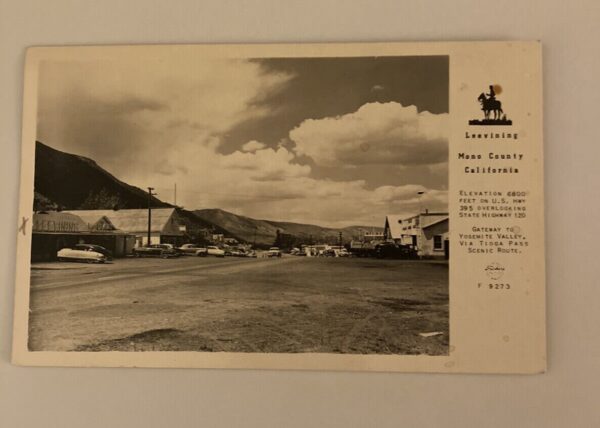 Leevining
Mono County
California
Elevation 6800
feet on U.S. Hwy
395 overlooking
State Highway 120
Gateway to
Yosemite Valley,
Via Tioga Pass
Scenic Route.
F 9273